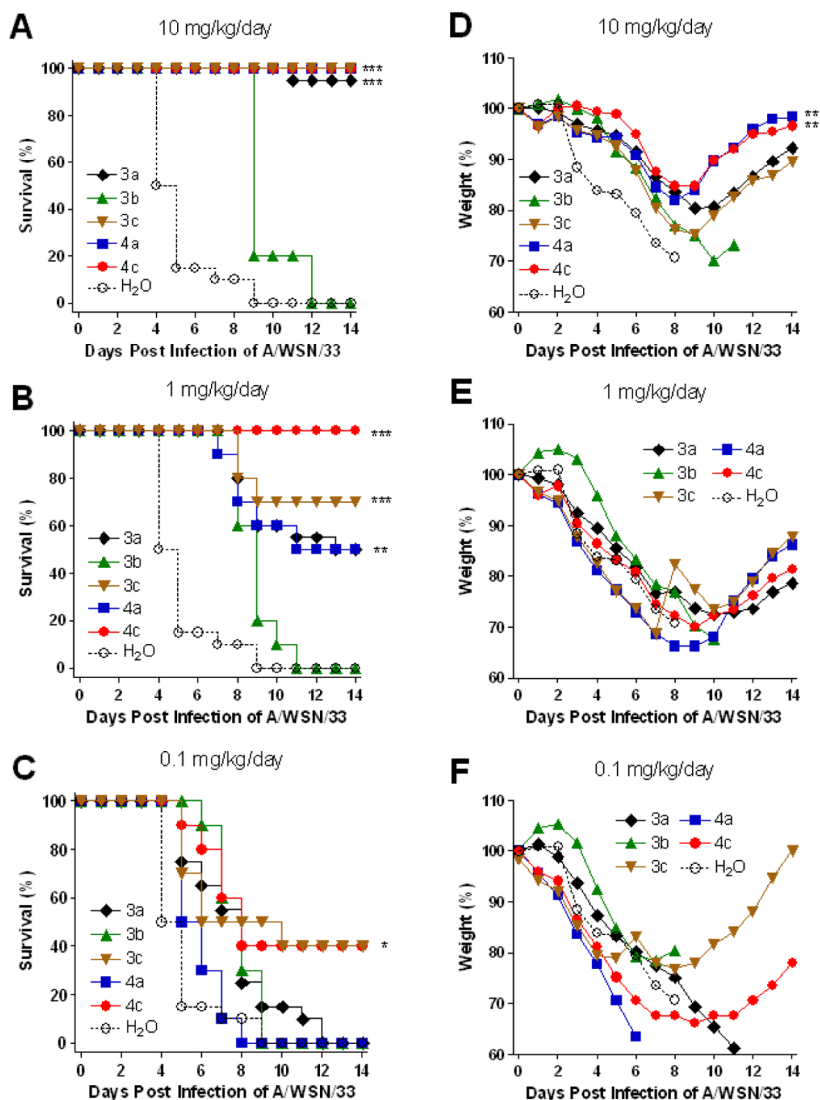 A
10 mg/kg/day
100
80
60
40
20
0
Survival (%)
3a
3b
3c
4a
4c
H2O
***
***
0 2 4 6 8 10 12 14
Days Post Infection of A/WSN/33
D
10 mg/kg/day
110
100
90
80
70
60
Weight (%)
3a
3b
3c
4a
4c
H2O
**
**
0 2 4 6 8 10 12 14
Days Post Infection of A/WSN/33
B
1 mg/kg/day
100
80
60
40
20
0
Survival (%)
3a
3b
3c
4a
4c
H2O
***
***
**
0 2 4 6 8 10 12 14
Days Post Infection of A/WSN/33
E
1 mg/kg/day
110
100
90
80
70
60
Weight (%)
3a 4a
3b 4c
3c H2O
0 2 4 6 8 10 12 14
Days Post Infection of A/WSN/33
C
0.1 mg/kg/day
100
80
60
40
20
0
Survival (%)
3a
3b
3c
4a
4c
H2O
*
0 2 4 6 8 10 12 14
Days Post Infection of A/WSN/33
F
0.1 mg/kg/day
110
100
90
80
70
60
Weight (%)
3a 4a
3b 4c
3c H2O
0 2 4 6 8 10 12 14
Days Post Infection of A/WSN/33